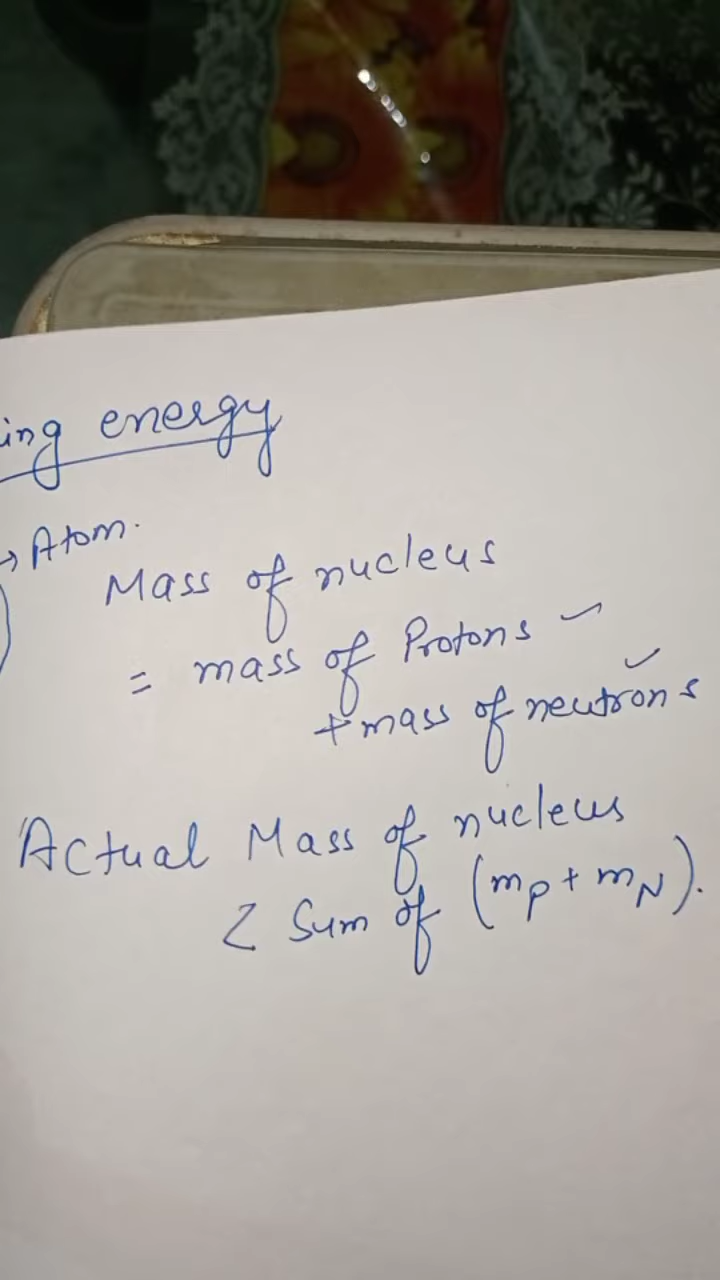 ing energy
→ Atom.
Mass of nucleus
= mass of Protons
+ mass of neutrons
Actual Mass of nucleus
< Sum of (mP + mN).